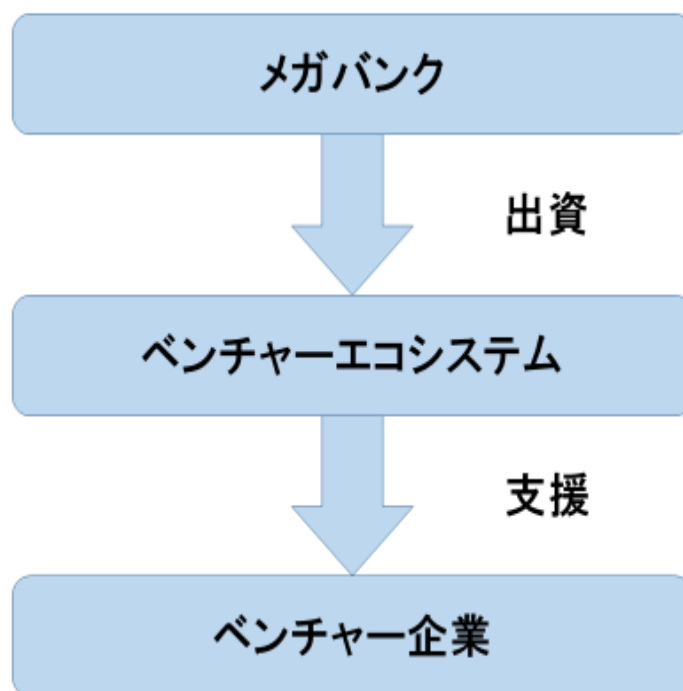 メガバンク
出資
ベンチャーエコシステム
支援
ベンチャー企業